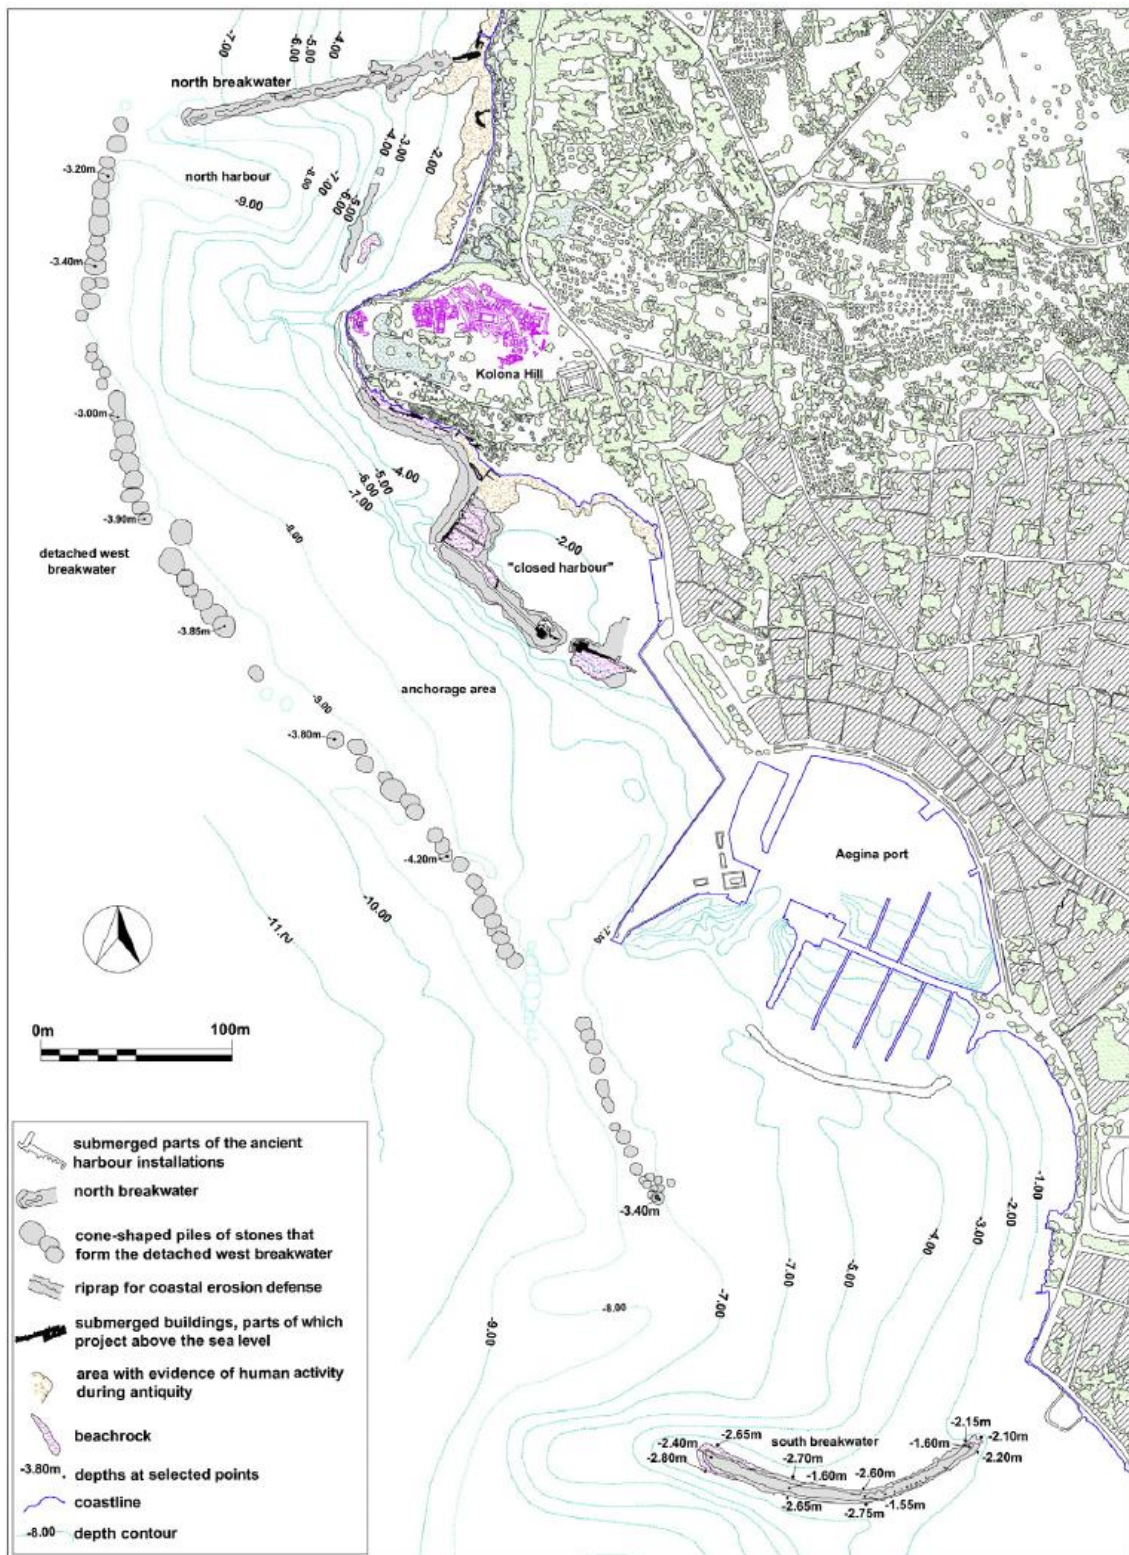 -7.00
-6.00
-5.00
-4.00
north breakwater
-4.00
-3.00
-2.00
-3.20m
north harbour
-8.00
-7.00
-6.00
-5.00
-9.00
-3.40m
Kolona Hill
-3.00m
-4.00
-5.00
-6.00
-7.00
-3.90m
-9.00
detached west
breakwater
-2.00
"closed harbour"
-3.85m
anchorage area
-9.00
-3.80m
-4.20m
Aegina port
-10.00
0m
100m
-3.40m
-1.00
-2.00
-3.00
-4.00
-5.00
-7.00
-7.00
-8.00
-9.00
submerged parts of the ancient
harbour installations
north breakwater
cone-shaped piles of stones that
form the detached west breakwater
riprap for coastal erosion defense
submerged buildings, parts of which
project above the sea level
area with evidence of human activity
during antiquity
beachrock
-3.80m
depths at selected points
coastline
-8.00
depth contour
-2.15m
-2.10m
-2.65m
south breakwater
-1.60m
-2.40m
-2.20m
-2.80m
-2.70m
-1.60m
-2.60m
-2.65m
-1.55m
-2.75m